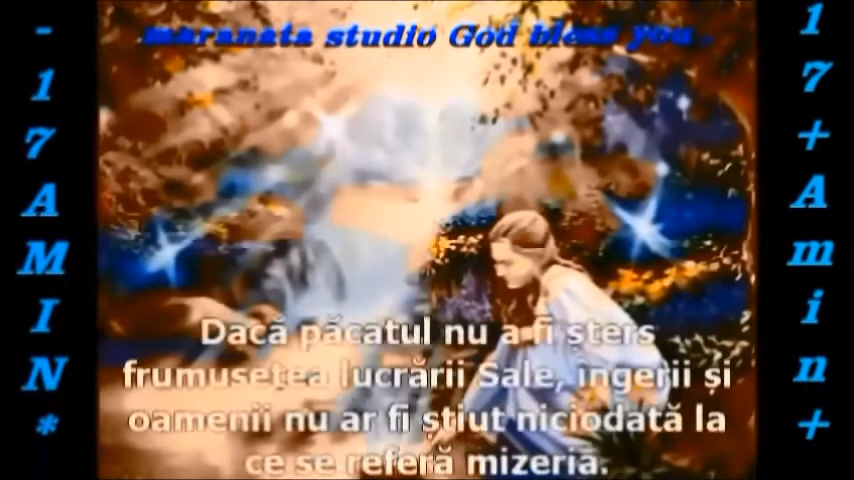 maranata studio God bless you .
-17AMIN*
17+Amin+
Dacă păcatul nu a fi șters
frumusețea lucrării Sale, îngerii și
oamenii nu ar fi știut niciodată la
ce se referă mizeria.